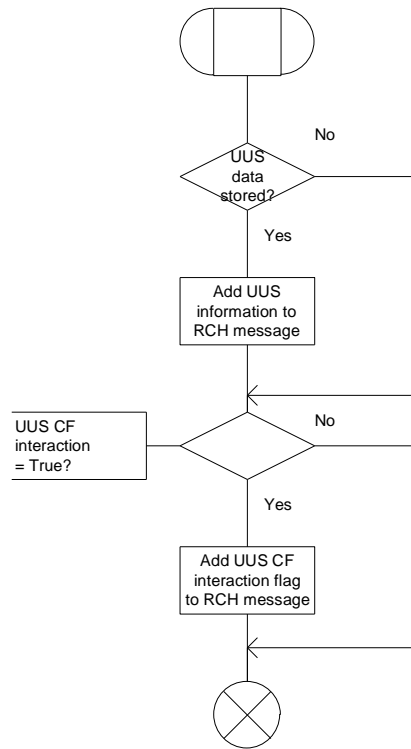 No
UUS
data
stored?
Yes
Add UUS
information to
RCH message
UUS CF
interaction
= True?
No
Yes
Add UUS CF
interaction flag
to RCH message